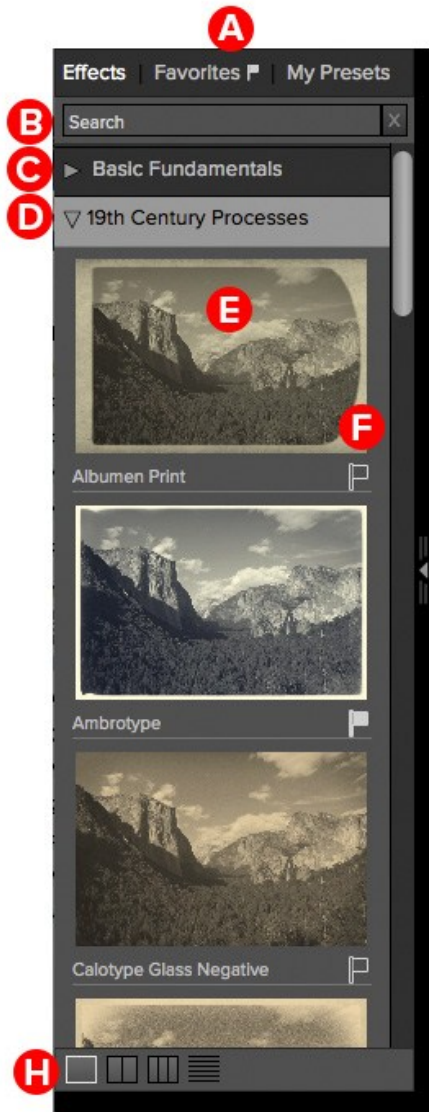 A
Effects | Favorites | My Presets
B
Search X
C
Basic Fundamentals
D
19th Century Processes
E
F
Albumen Print
Ambrotype
Calotype Glass Negative
H